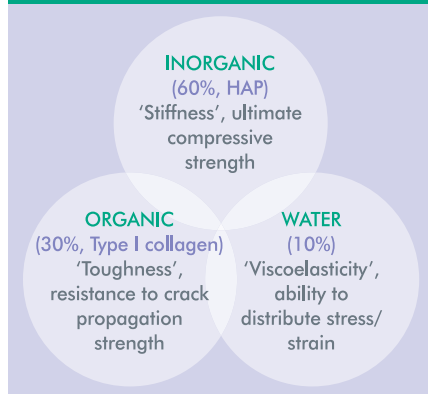 INORGANIC
(60%, HAP)
‘Stiffness’, ultimate
compressive
strength
ORGANIC
(30%, Type I collagen)
‘Toughness’,
resistance to crack
propagation
strength
WATER
(10%)
‘Viscoelasticity’,
ability to
distribute stress/
strain